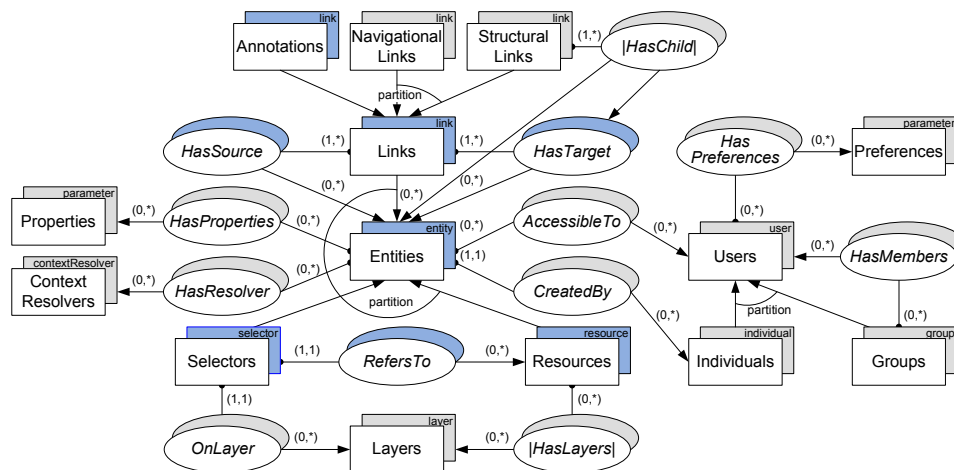 link
link
link
Annotations
Navigational
Links
Structural
Links
(1,*)
|HasChild|
partition
link
parameter
HasSource
(1,*)
Links
(1,*)
HasTarget
Has
Preferences
(0,*)
Preferences
parameter
(0,*)
(0,*)
(0,*)
Properties
(0,*)
HasProperties
(0,*)
entity
(0,*)
AccessibleTo
(0,*)
(0,*)
user
contextResolver
Entities
(1,1)
Users
(0,*)
HasMembers
Context
Resolvers
(0,*)
HasResolver
(0,*)
CreatedBy
partition
(0,*)
partition
(0,*)
selector
resource
individual
group
Selectors
(1,1)
RefersTo
(0,*)
Resources
Individuals
Groups
(1,1)
layer
(0,*)
OnLayer
(0,*)
Layers
(0,*)
|HasLayers|